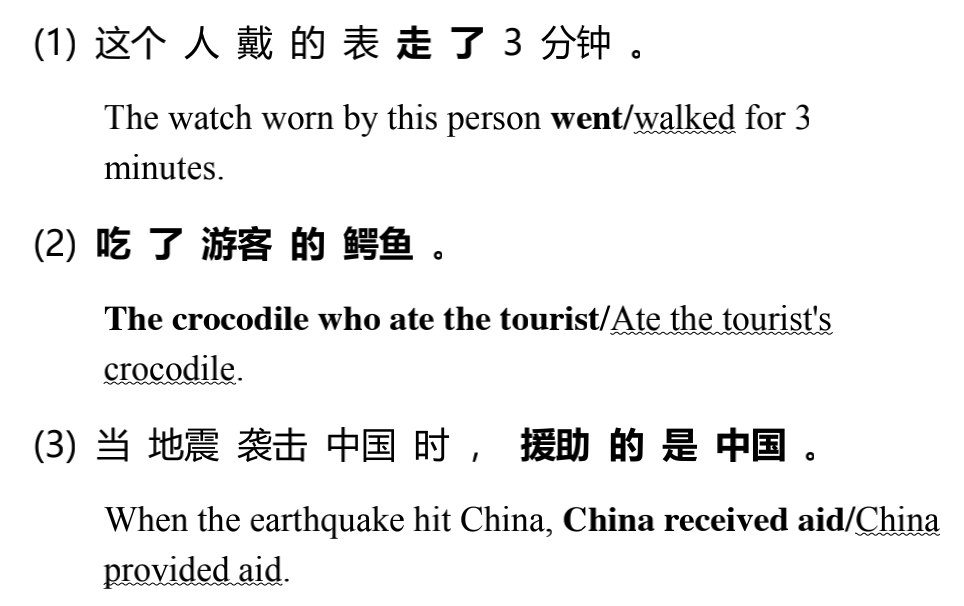 (1) 这个 人 戴 的 表 走 了 3 分钟 。
The watch worn by this person went/walked for 3
minutes.
(2) 吃 了 游客 的 鳄鱼 。
The crocodile who ate the tourist/Ate the tourist's
crocodile.
(3) 当 地震 袭击 中国 时 , 援助 的 是 中国 。
When the earthquake hit China, China received aid/China
provided aid.